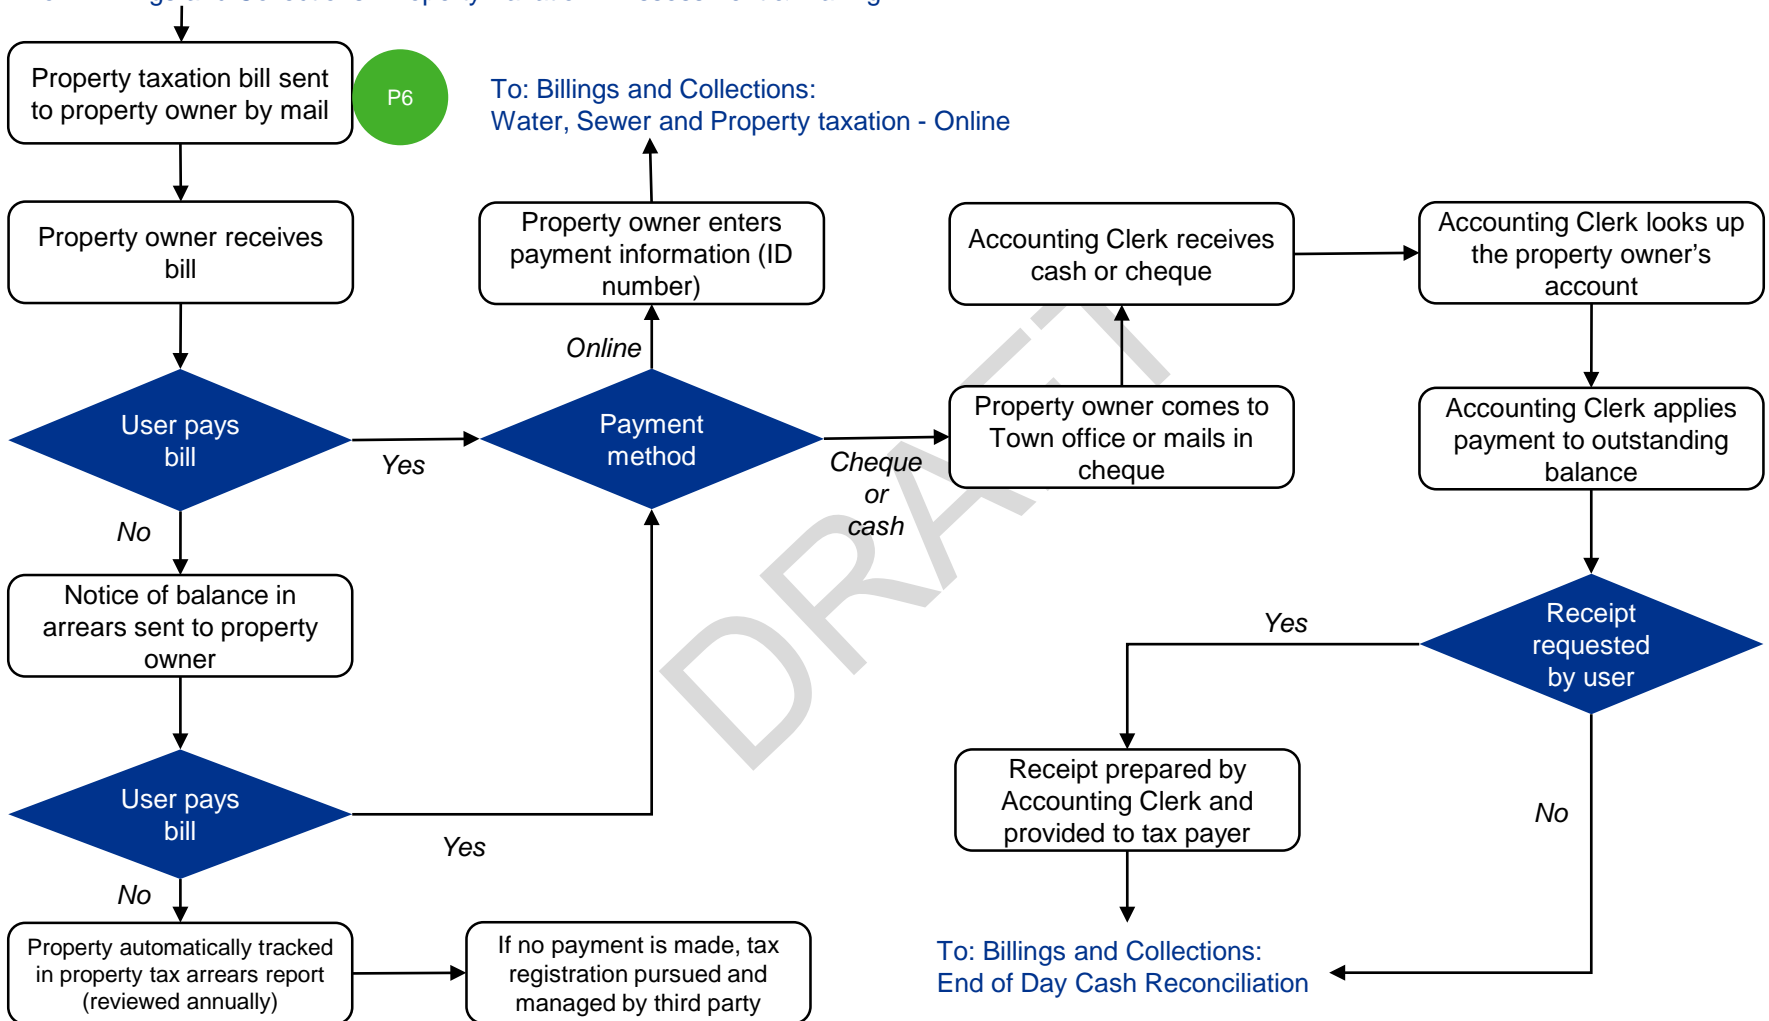 Property taxation bill sent
to property owner by mail
P6
To: Billings and Collections:
Water, Sewer and Property taxation - Online
Property owner receives
bill
Property owner enters
payment information (ID
number)
Accounting Clerk receives
cash or cheque
Accounting Clerk looks up
the property owner’s
account
Online
User pays
bill
Yes
Payment
method
Cheque
or
cash
Property owner comes to
Town office or mails in
cheque
Accounting Clerk applies
payment to outstanding
balance
No
Notice of balance in
arrears sent to property
owner
DRAFT
Yes
Receipt
requested
by user
User pays
bill
Yes
Receipt prepared by
Accounting Clerk and
provided to tax payer
No
No
Property automatically tracked
in property tax arrears report
(reviewed annually)
If no payment is made, tax
registration pursued and
managed by third party
To: Billings and Collections:
End of Day Cash Reconciliation